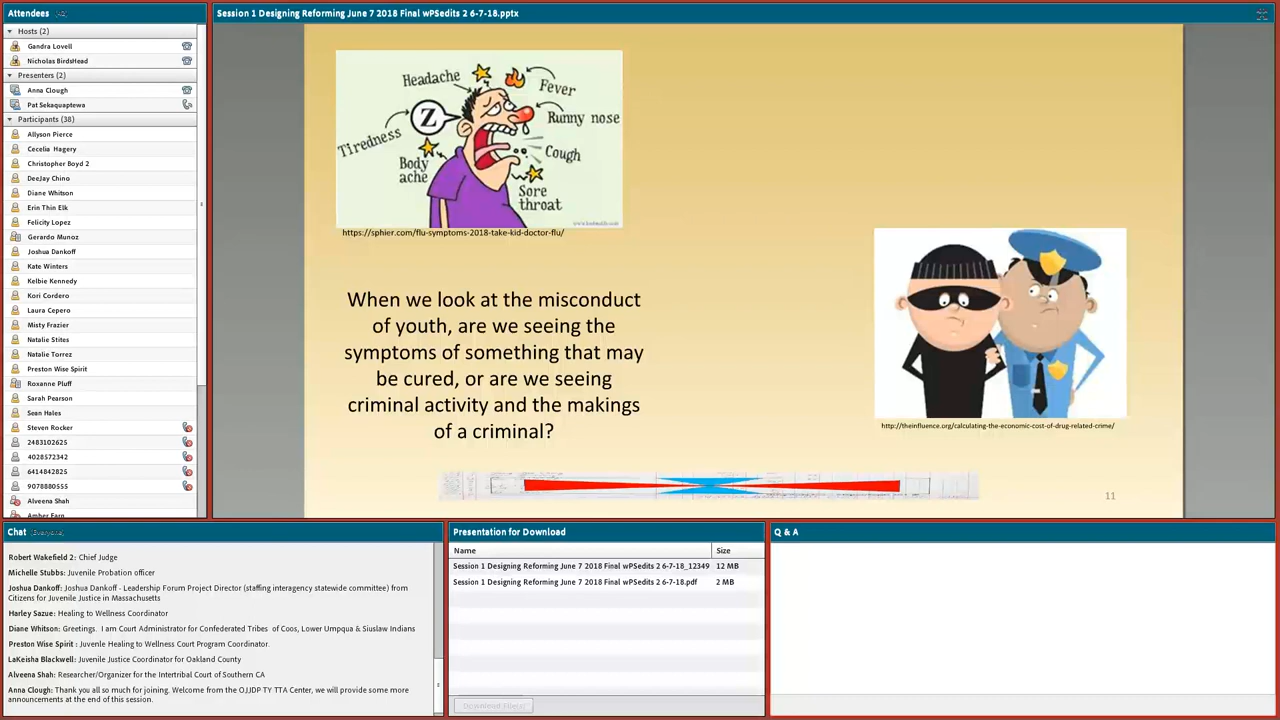 Attendees
Hosts (2)
Gandra Lovell
Nicholas BirdsHead
Presenters (2)
Anna Clough
Pat Sekaquaptewa
Participants (38)
Allyson Pierce
Cecelia Hagery
Christopher Boyd 2
DeeJay Chino
Diane Whitson
Erin Thin Elk
Felicity Lopez
Gerardo Munoz
Joshua Dankoff
Kate Winters
Kelbie Kennedy
Kori Cordero
Laura Cepero
Misty Frazier
Natalie Stites
Natalie Torrez
Preston Wise Spirit
Roxanne Pluff
Sarah Pearson
Sean Hales
Steven Rocker
2483102625
4028572342
6414842825
9078880555
Alveena Shah
Amber Farn
Session 1 Designing Reforming June 7 2018 Final wPSedits 2 6-7-18.pptx
Headache
Fever
Runny nose
Z
Tiredness
Cough
Body
ache
Sore
throat
https://sphier.com/flu-symptoms-2018-take-kid-doctor-flu/
When we look at the misconduct
of youth, are we seeing the
symptoms of something that may
be cured, or are we seeing
criminal activity and the makings
of a criminal?
http://theinfluence.org/calculating-the-economic-cost-of-drug-related-crime/
11
Chat (Everyone)
Robert Wakefield 2: Chief Judge
Michelle Stubbs: Juvenile Probation officer
Joshua Dankoff: Joshua Dankoff - Leadership Forum Project Director (staffing interagency statewide committee) from
Citizens for Juvenile Justice in Massachusetts
Harley Sazue: Healing to Wellness Coordinator
Diane Whitson: Greetings. I am Court Administrator for Confederated Tribes of Coos, Lower Umpqua & Siuslaw Indians
Preston Wise Spirit : Juvenle Healing to Wellness Court Program Coordinator.
LaKeisha Blackwell: Juvenile Justice Coordinator for Oakland County
Alveena Shah: Researcher/Organizer for the Intertribal Court of Southern CA
Anna Clough: Thank you all so much for joining. Welcome from the OJJDP TY TTA Center, we will provide some more
announcements at the end of this session.
Presentation for Download
Name Size
Session 1 Designing Reforming June 7 2018 Final wPSedits 2 6-7-18_12349 12 MB
Session 1 Designing Reforming June 7 2018 Final wPSedits 2 6-7-18.pdf 2 MB
Download File(s)
Q & A